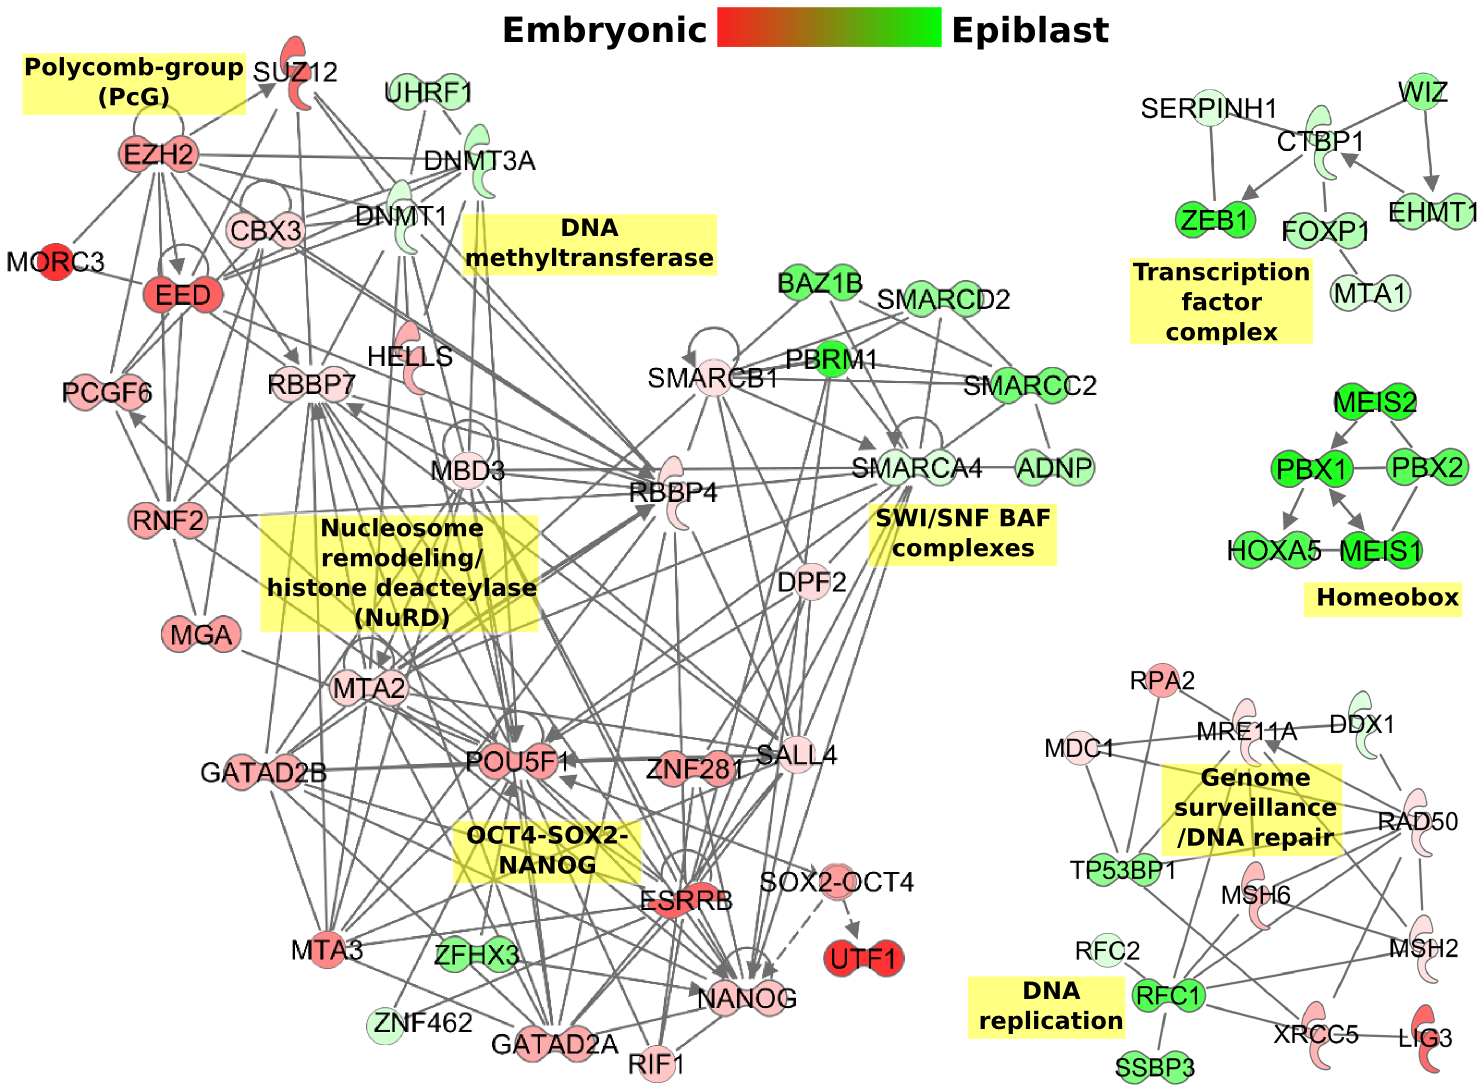 Embryonic Epiblast
Polycomb-group
(PcG)
SUZ12
UHRF1
EZH2
DNMT3A
CBX3
DNMT1
DNA
methyltransferase
MORC3
EED
HELLS
PCGF6
RBBP7
MBD3
RBBP4
RNF2
Nucleosome
remodeling/
histone deacteylase
(NuRD)
MGA
MTA2
GATAD2B
POU5F1
ZNF281
SALL4
OCT4-SOX2-
NANOG
ESRRB
SOX2-OCT4
MTA3
ZFHX3
UTF1
NANOG
ZNF462
GATAD2A
RIF1
BAZ1B
SMARCD2
PBRM1
SMARCB1
SMARCC2
SMARCA4
ADNP
SWI/SNF BAF
complexes
DPF2
WIZ
SERPINH1
CTBP1
ZEB1
FOXP1
EHMT1
Transcription
factor
complex
MTA1
MEIS2
PBX1
PBX2
HOXA5
MEIS1
Homeobox
RPA2
MRE11A
DDX1
MDC1
Genome
surveillance
/DNA repair
RAD50
TP53BP1
MSH6
RFC2
MSH2
RFC1
DNA
replication
XRCC5
LIG3
SSBP3